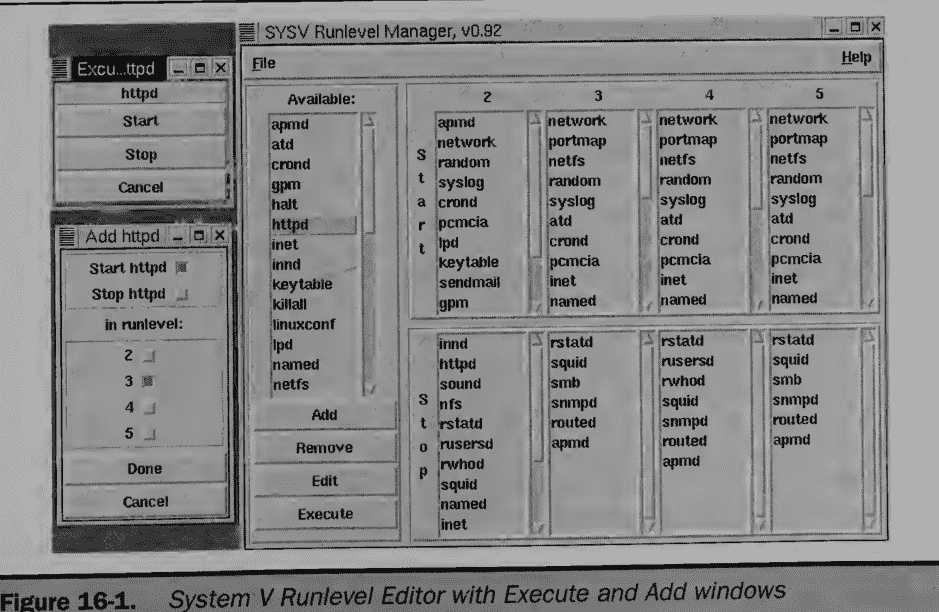 Excu...ttpd
httpd
Start
Stop
Cancel
Add httpd
Start httpd
Stop httpd
in runlevel:
2
3
4
5
Done
Cancel
SYSV Runlevel Manager, v0.92
File
Help
Available:
apmd
atd
crond
gpm
halt
httpd
inet
innd
keytable
killall
linuxconf
lpd
named
netfs
Add
Remove
Edit
Execute
2
3
4
5
Start
apmd
network
random
syslog
crond
pcmcia
lpd
keytable
sendmail
gpm
network
portmap
netfs
random
syslog
atd
crond
pcmcia
inet
named
network
portmap
netfs
random
syslog
atd
crond
pcmcia
inet
named
network
portmap
netfs
random
syslog
atd
crond
pcmcia
inet
named
Stop
innd
httpd
sound
nfs
rstatd
rusersd
rwhod
squid
named
inet
rstatd
squid
smb
snmpd
routed
apmd
rstatd
rusersd
rwhod
squid
snmpd
routed
apmd
rstatd
squid
smb
snmpd
routed
apmd
Figure 16-1. System V Runlevel Editor with Execute and Add windows